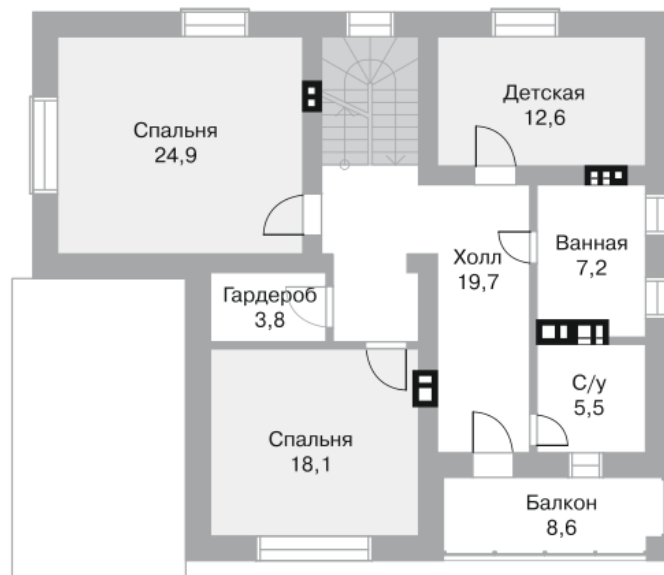 Спальня
24,9
Детская
12,6
Холл
19,7
Ванная
7,2
Гардероб
3,8
С/у
5,5
Спальня
18,1
Балкон
8,6